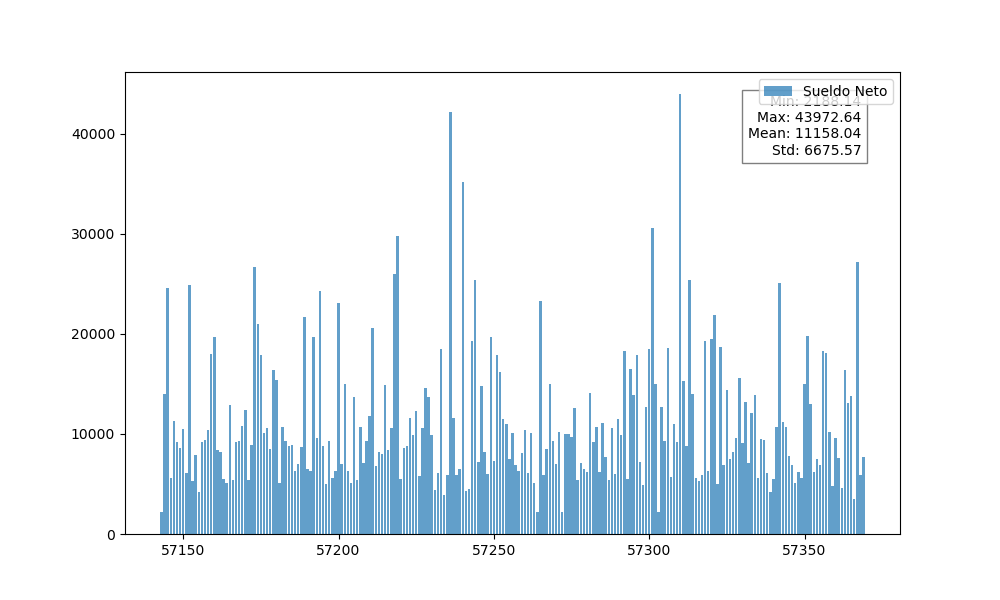 Sueldo Neto
Min: 2188.14
Max: 43972.64
Mean: 11158.04
Std: 6675.57
40000
30000
20000
10000
0
57150
57200
57250
57300
57350